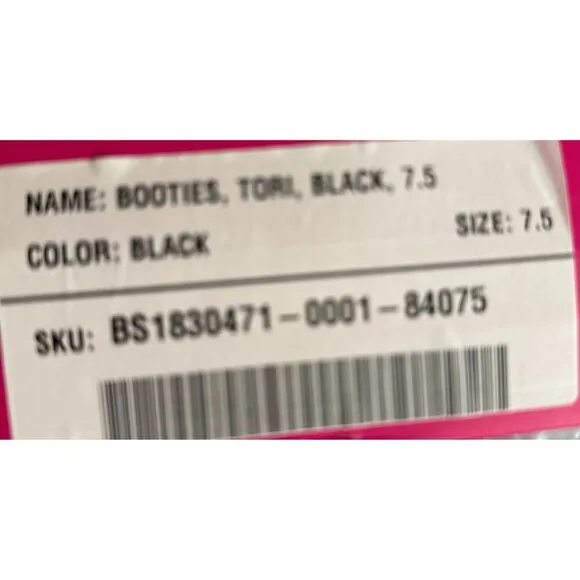 NAME: BOOTIES, TORI, BLACK, 7.5
COLOR: BLACK
SIZE: 7.5
SKU: BS1830471-0001-84075